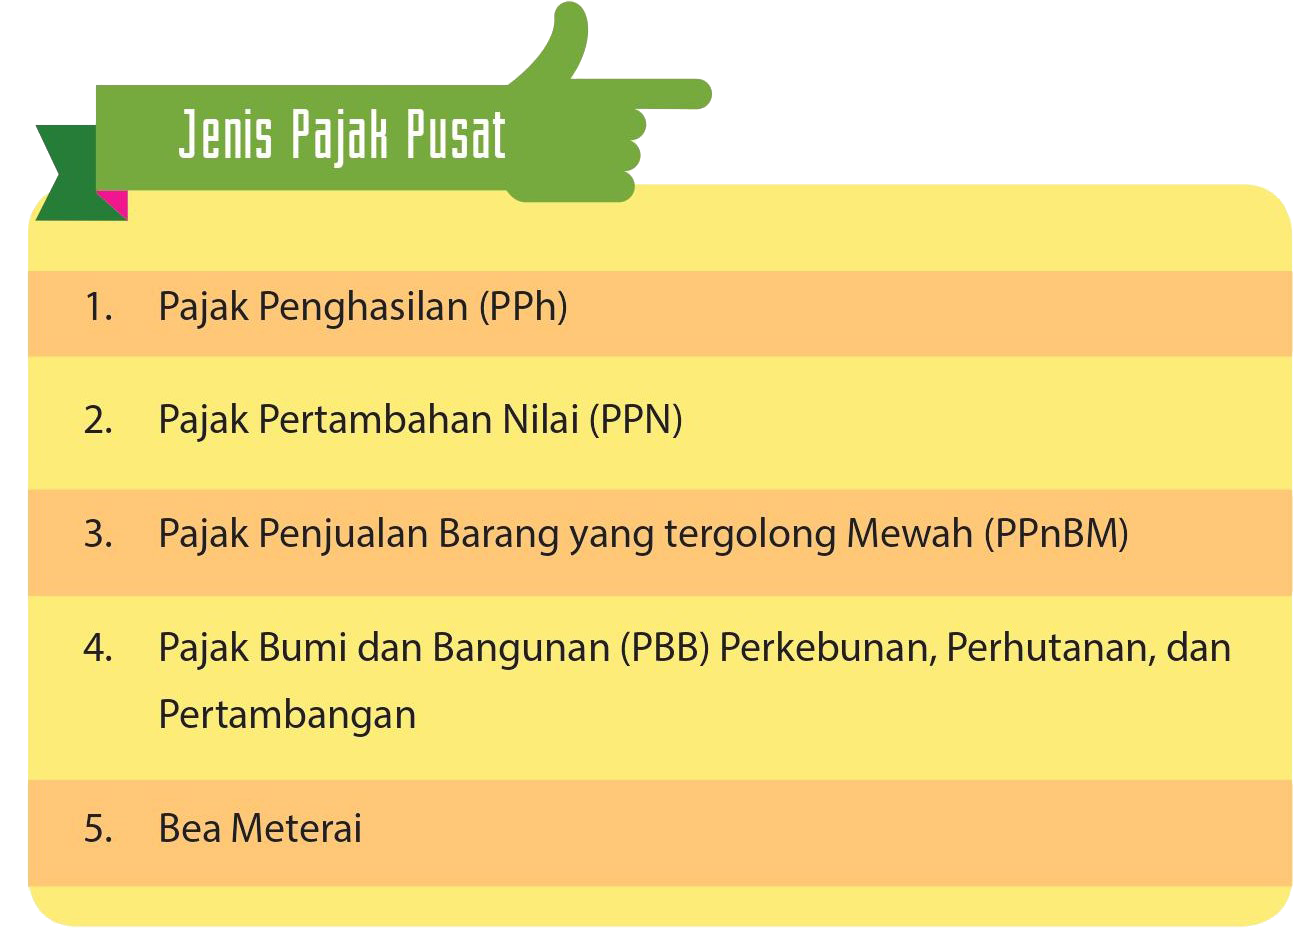 Jenis Pajak Pusat
1. Pajak Penghasilan (PPh)
2. Pajak Pertambahan Nilai (PPN)
3. Pajak Penjualan Barang yang tergolong Mewah (PPnBM)
4. Pajak Bumi dan Bangunan (PBB) Perkebunan, Perhutanan, dan
Pertambangan
5. Bea Meterai